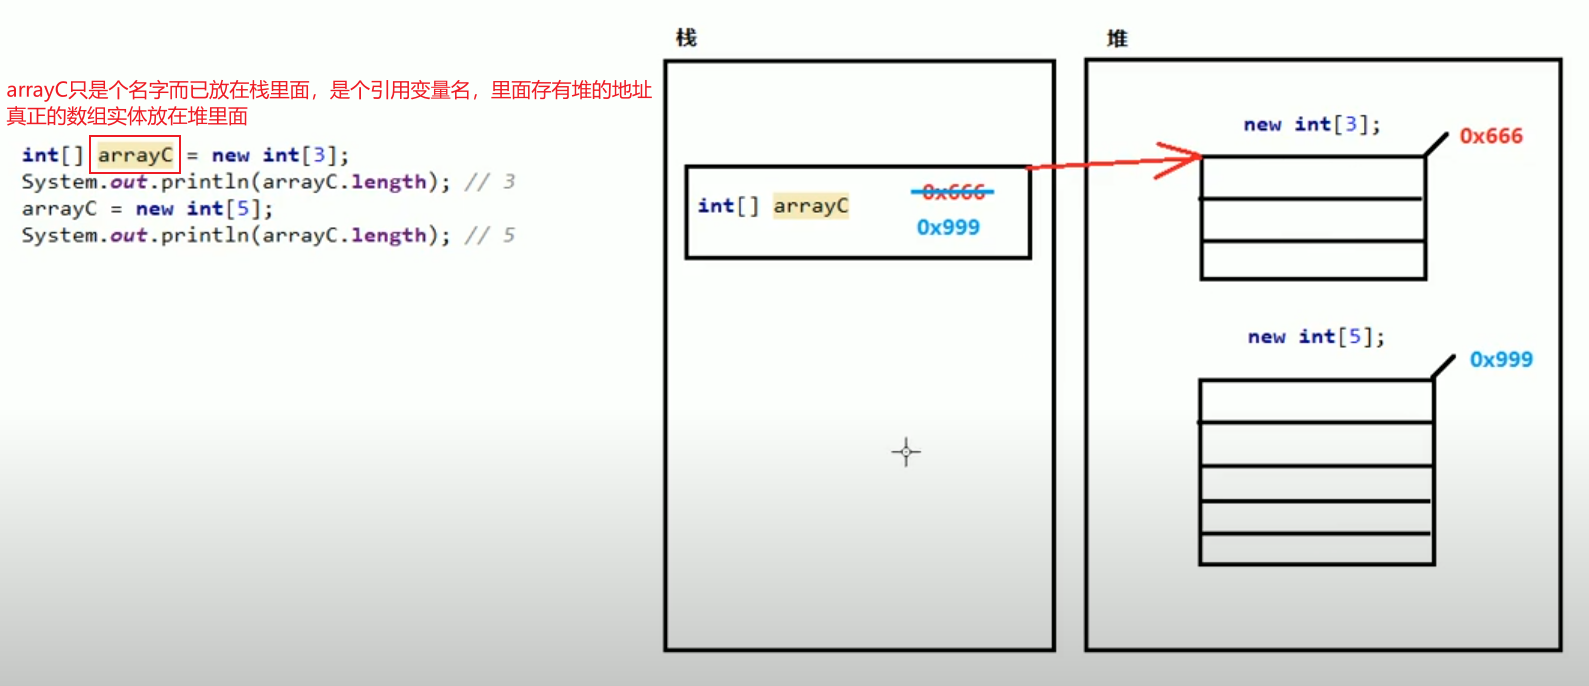 arrayC只是个名字而已放在栈里面，是个引用变量名，里面存有堆的地址
真正的数组实体放在堆里面
int[] arrayC = new int[3];
System.out.println(arrayC.length); // 3
arrayC = new int[5];
System.out.println(arrayC.length); // 5
栈
int[] arrayC
0x666
0x999
堆
new int[3];
0x666
new int[5];
0x999